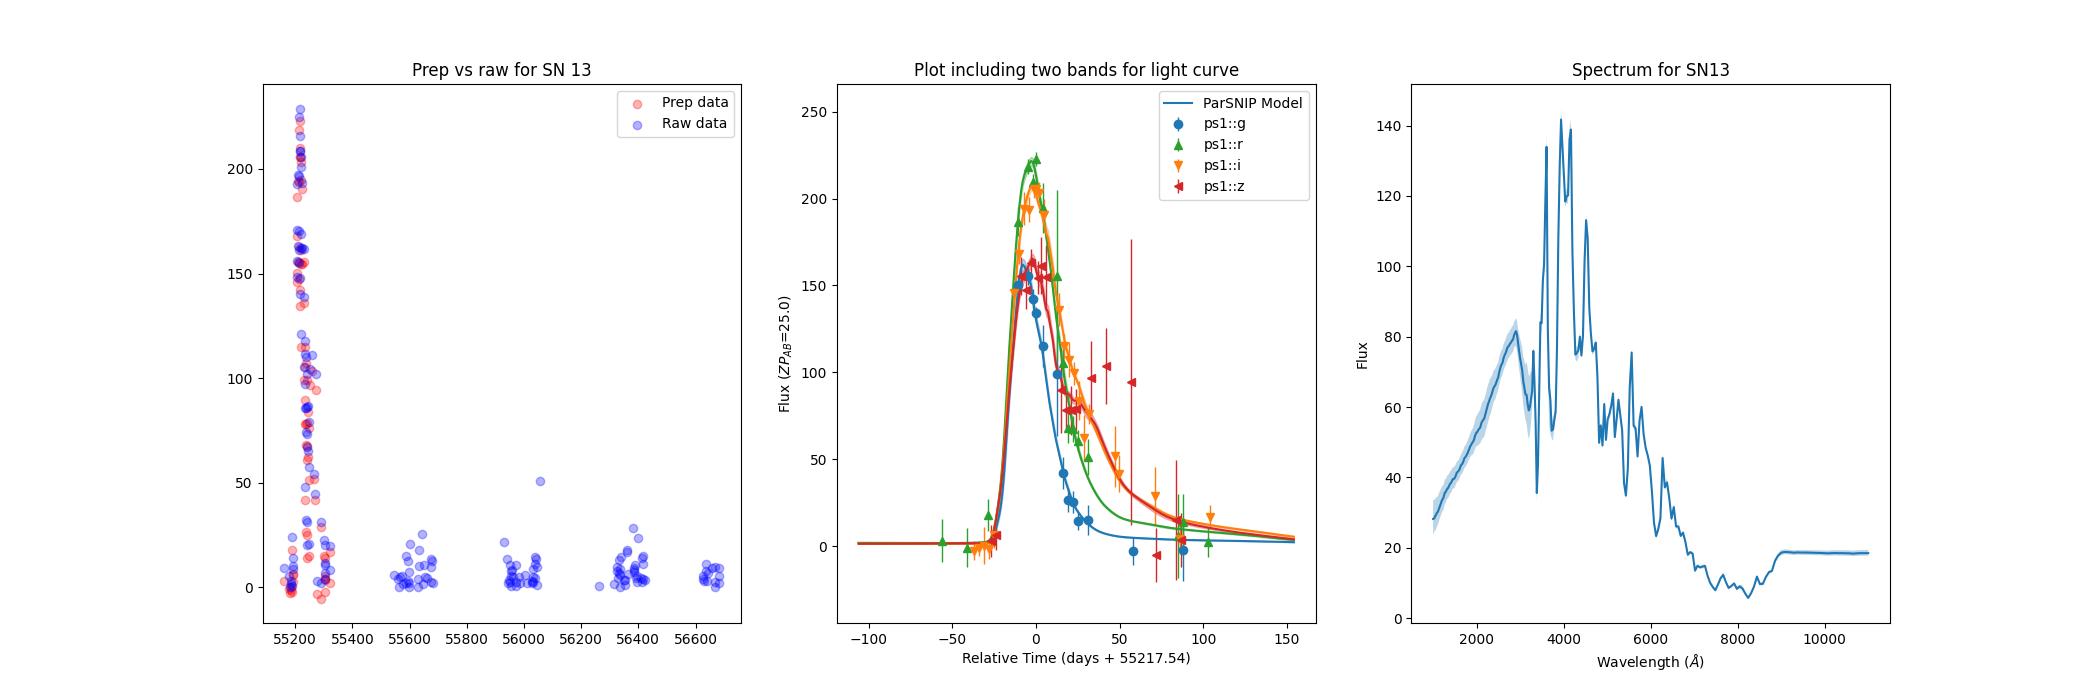 Prep vs raw for SN 13
Prep data
Raw data
0
50
100
150
200
55200 55400 55600 55800 56000 56200 56400 56600
Plot including two bands for light curve
ParSNIP Model
ps1::g
ps1::r
ps1::i
ps1::z
Flux (ZP_AB=25.0)
0
50
100
150
200
250
−100 −50 0 50 100 150
Relative Time (days + 55217.54)
Spectrum for SN13
Flux
0
20
40
60
80
100
120
140
2000 4000 6000 8000 10000
Wavelength (Å)